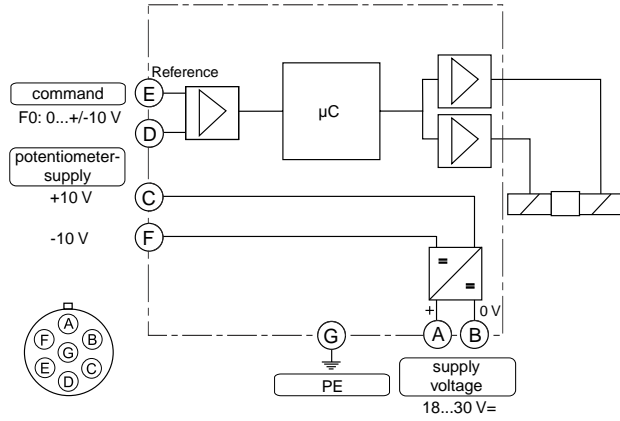 Reference
command
E
F0: 0...+/-10 V
µC
D
potentiometer-
supply
+10 V
C
-10 V
F
=
=
+
0 V
A
F
B
G
E
C
D
G
A
B
PE
supply
voltage
18...30 V=